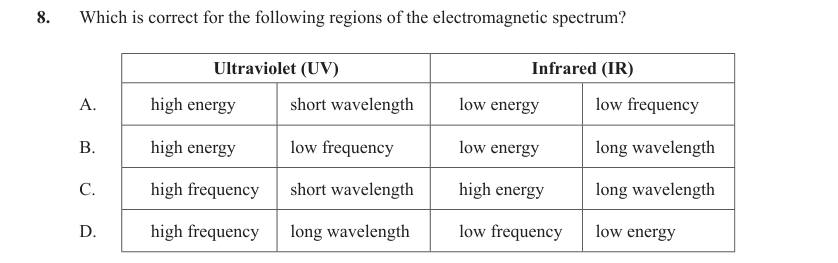 8. Which is correct for the following regions of the electromagnetic spectrum?
Ultraviolet (UV) Infrared (IR)
A. high energy short wavelength low energy low frequency
B. high energy low frequency low energy long wavelength
C. high frequency short wavelength high energy long wavelength
D. high frequency long wavelength low frequency low energy